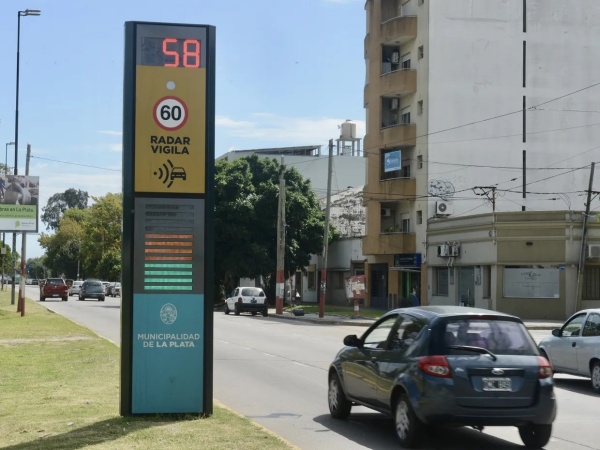 58
60
RADAR
VIGILA
MUNICIPALIDAD
DE LA PLATA